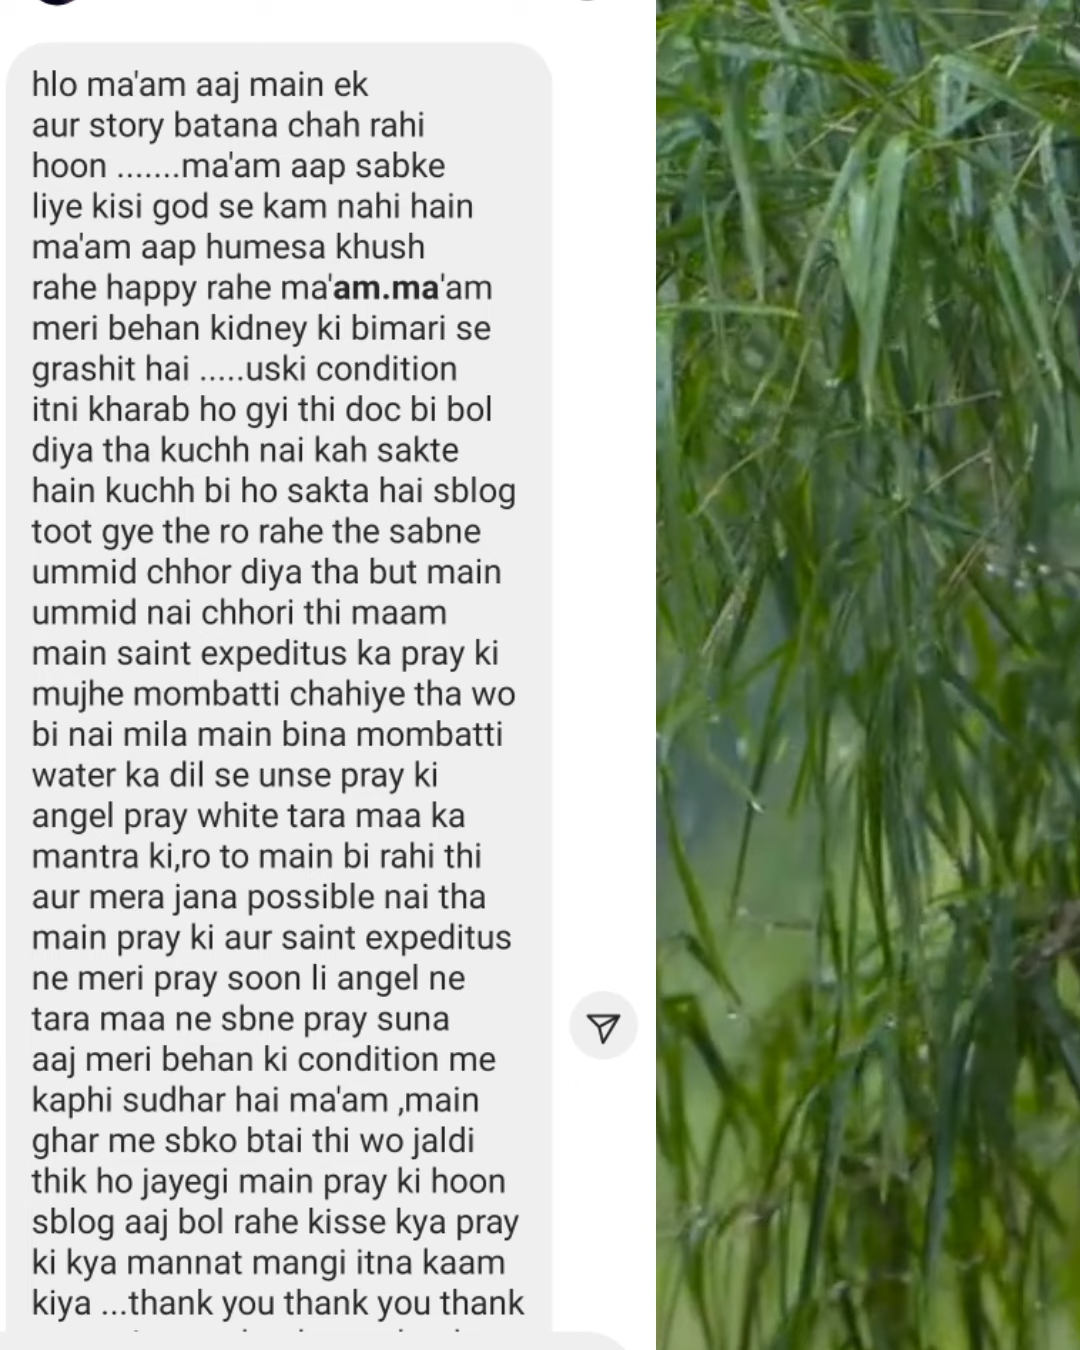 hlo ma'am aaj main ek
aur story batana chah rahi
hoon .......ma'am aap sabke
liye kisi god se kam nahi hain
ma'am aap humesa khush
rahe happy rahe ma'am.ma'am
meri behan kidney ki bimari se
grashit hai .....uski condition
itni kharab ho gyi thi doc bi bol
diya tha kuchh nai kah sakte
hain kuchh bi ho sakta hai sblog
toot gye the ro rahe the sabne
ummid chhor diya tha but main
ummid nai chhori thi maam
main saint expeditus ka pray ki
mujhe mombatti chahiye tha wo
bi nai mila main bina mombatti
water ka dil se unse pray ki
angel pray white tara maa ka
mantra ki,ro to main bi rahi thi
aur mera jana possible nai tha
main pray ki aur saint expeditus
ne meri pray soon li angel ne
tara maa ne sbne pray suna
aaj meri behan ki condition me
kaphi sudhar hai ma'am ,main
ghar me sbko btai thi wo jaldi
thik ho jayegi main pray ki hoon
sblog aaj bol rahe kisse kya pray
ki kya mannat mangi itna kaam
kiya ...thank you thank you thank